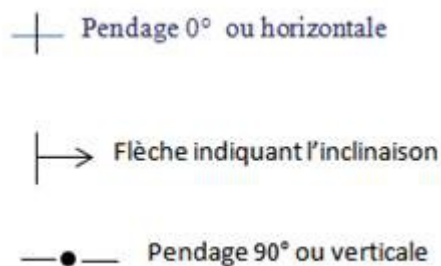 Pendage 0° ou horizontale
Flèche indiquant l'inclinaison
Pendage 90° ou verticale